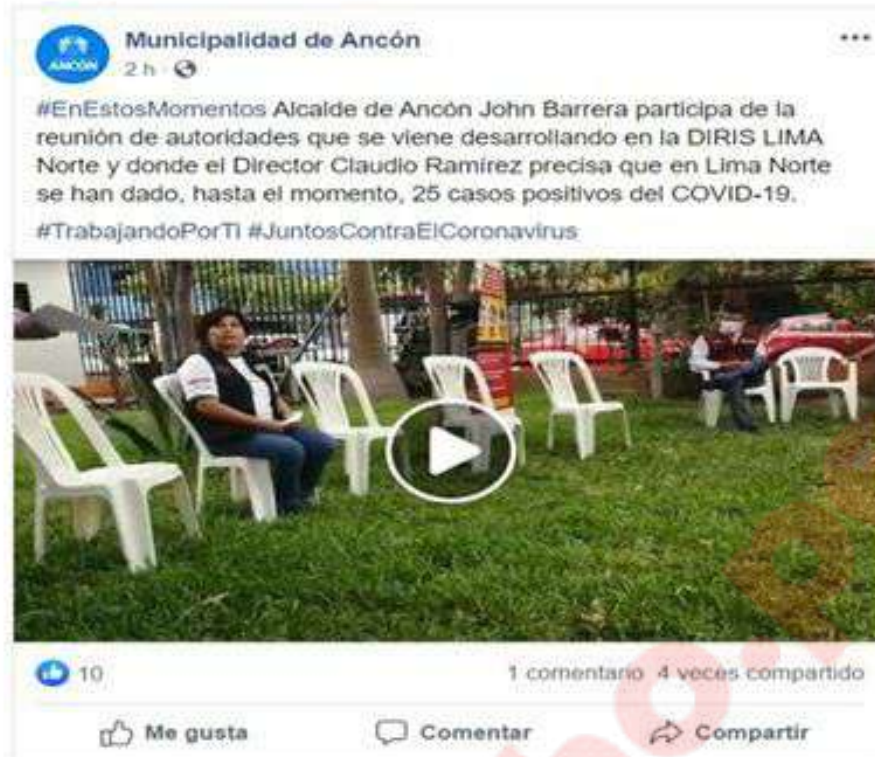 Municipalidad de Ancón
ANCÓN
2 h
#EnEstosMomentos Alcalde de Ancón John Barrera participa de la
reunión de autoridades que se viene desarrollando en la DIRIS LIMA
Norte y donde el Director Claudio Ramírez precisa que en Lima Norte
se han dado, hasta el momento, 25 casos positivos del COVID-19.
#TrabajandoPorTi #JuntosContraElCoronavirus
10
1 comentario 4 veces compartido
Me gusta
Comentar
Compartir